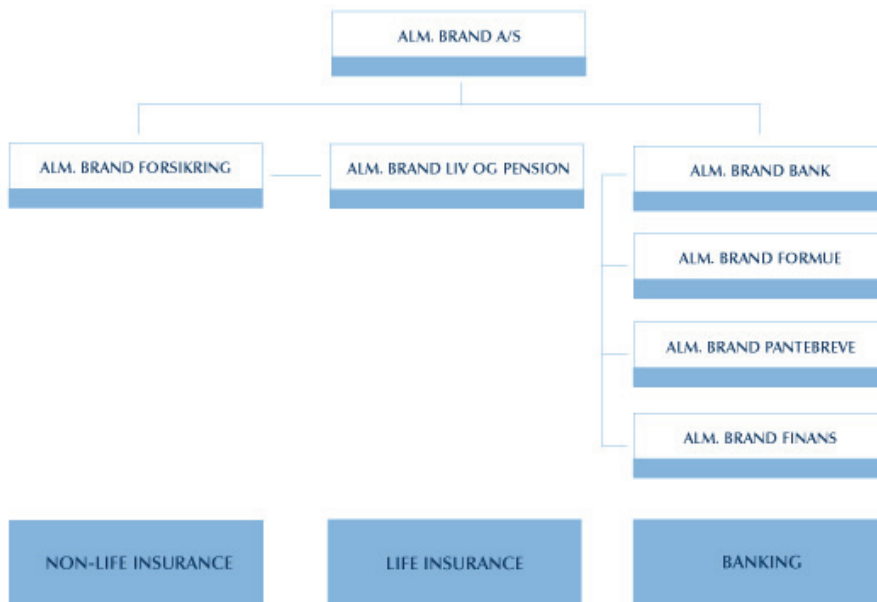 ALM. BRAND A/S
ALM. BRAND FORSIKRING
ALM. BRAND LIV OG PENSION
ALM. BRAND BANK
ALM. BRAND FORMUE
ALM. BRAND PANTEBREVE
ALM. BRAND FINANS
NON-LIFE INSURANCE
LIFE INSURANCE
BANKING